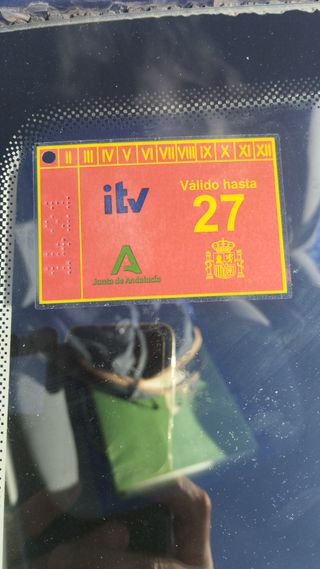 II III IV V VI VII VIII IX X XI XII
itv
Válido hasta
27
Junta de Andalucía